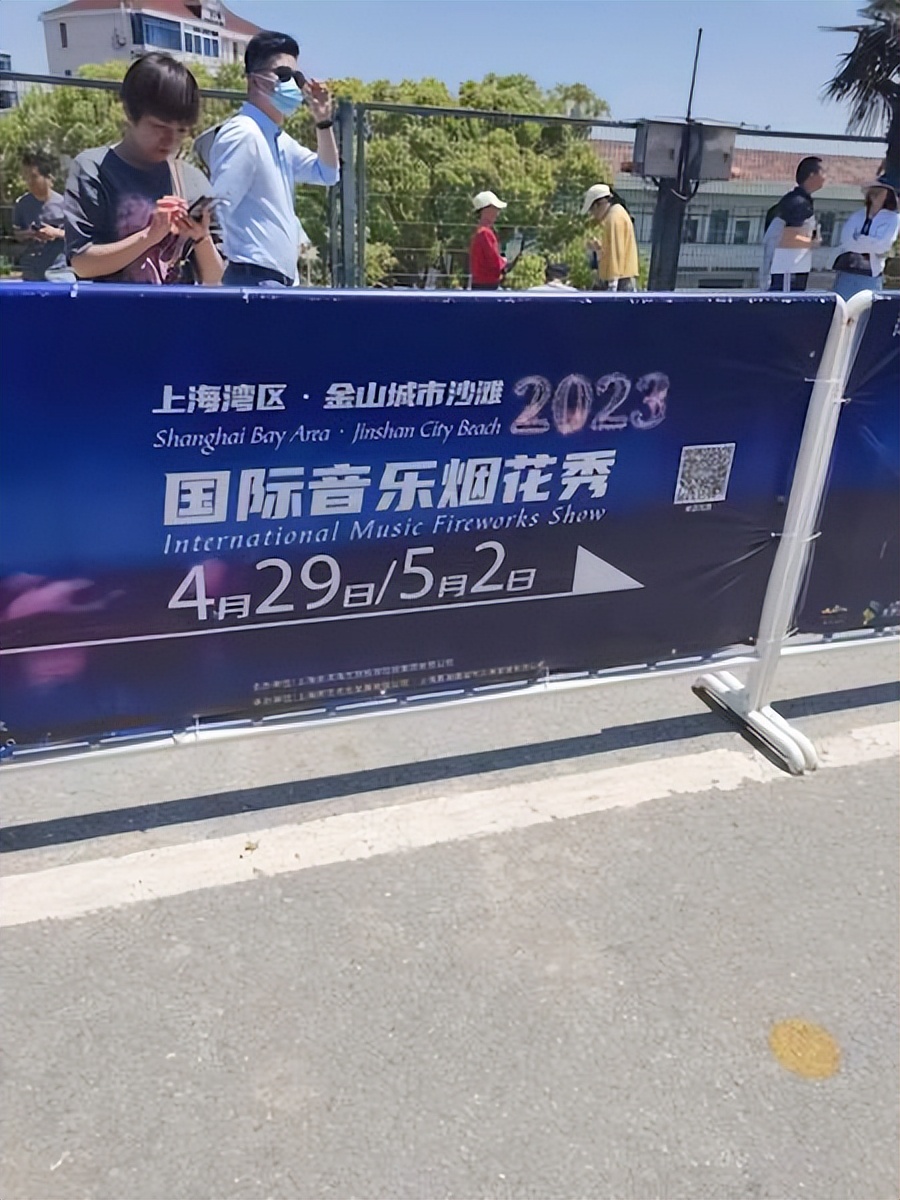 上海湾区·金山城市沙滩 2023
Shanghai Bay Area · Jinshan City Beach
国际音乐烟花秀
International Music Fireworks Show
4月29日/5月2日